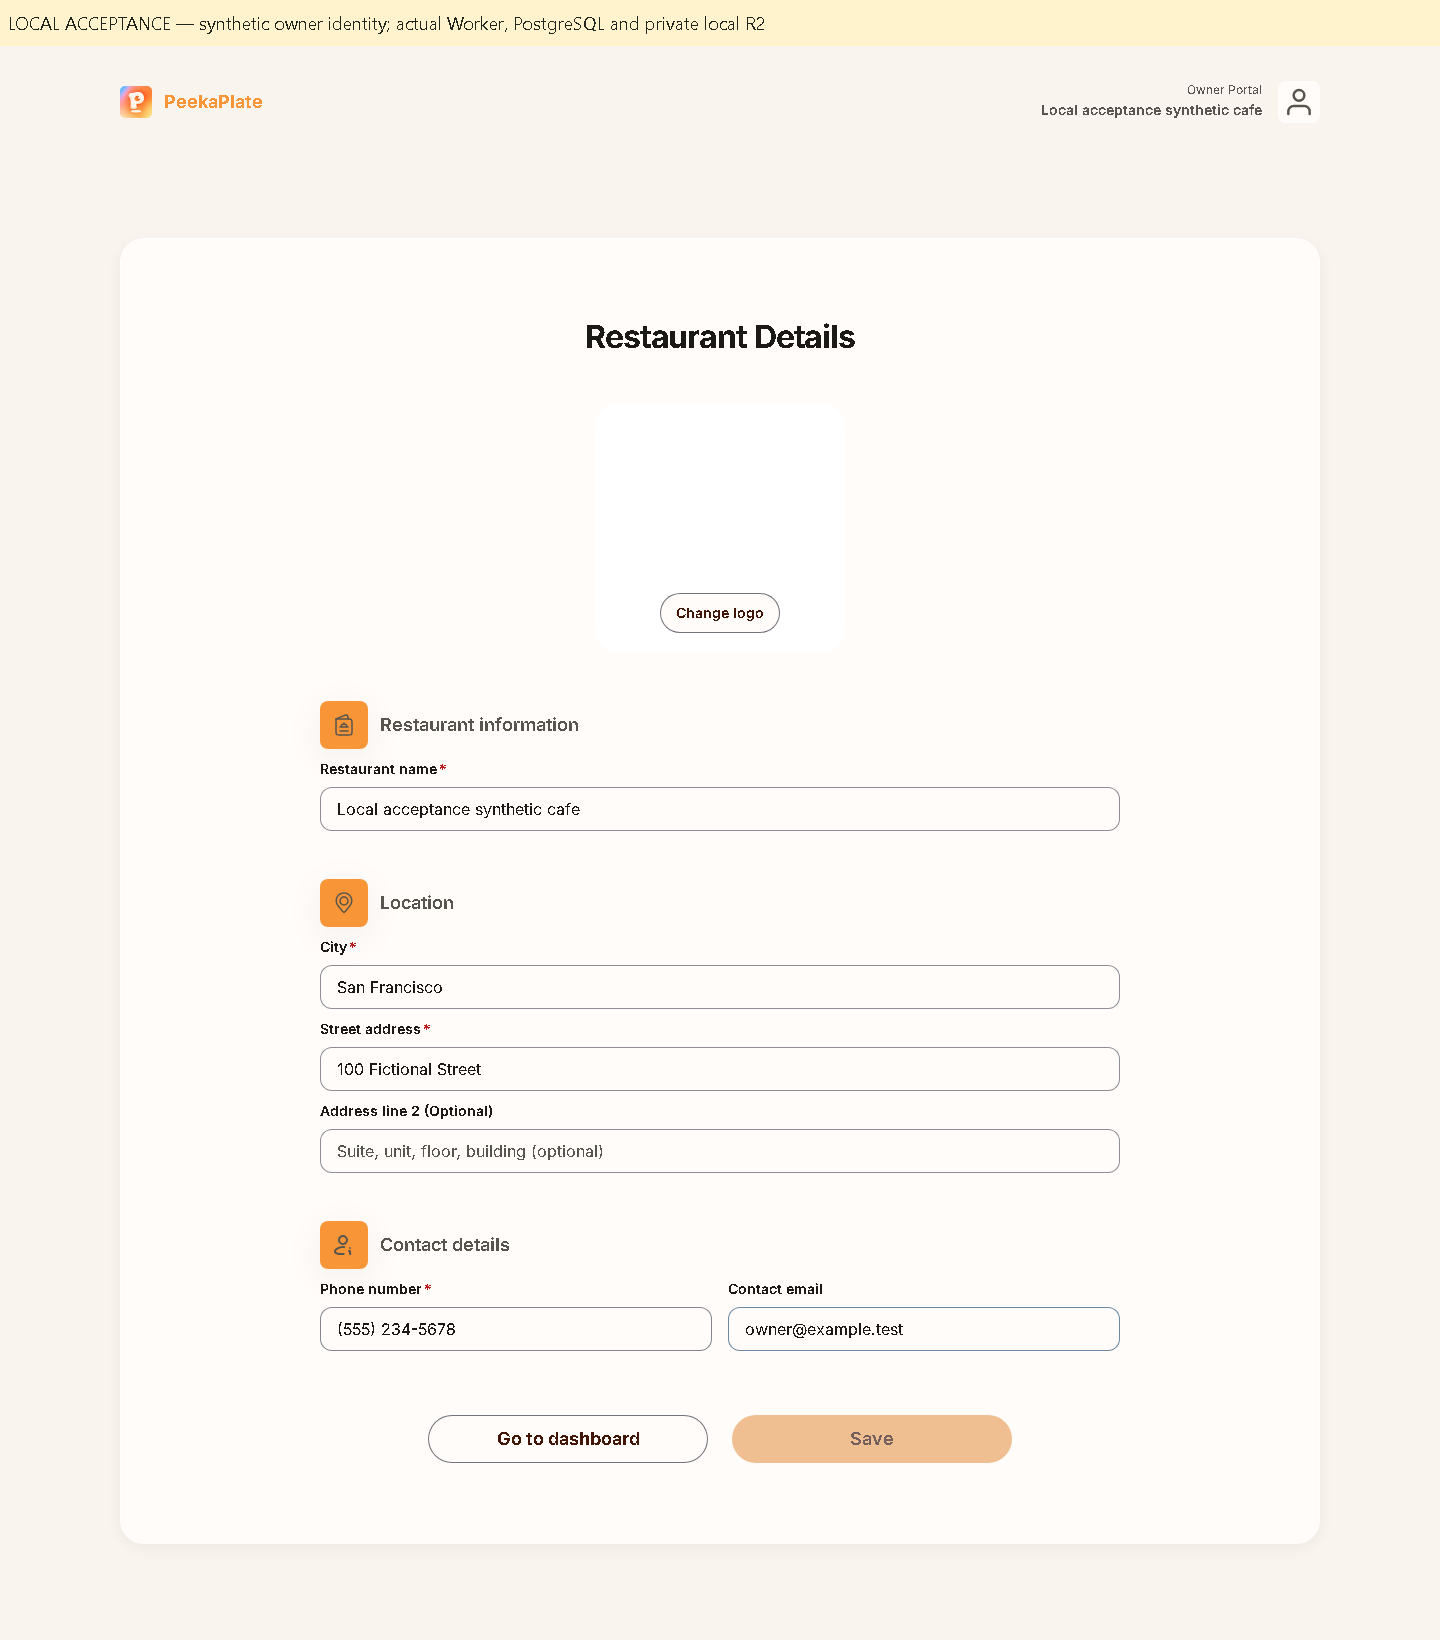 LOCAL ACCEPTANCE — synthetic owner identity; actual Worker, PostgreSQL and private local R2
PeekaPlate
Owner Portal
Local acceptance synthetic cafe
Restaurant Details
Change logo
Restaurant information
Restaurant name*
Local acceptance synthetic cafe
Location
City*
San Francisco
Street address*
100 Fictional Street
Address line 2 (Optional)
Suite, unit, floor, building (optional)
Contact details
Phone number* Contact email
(555) 234-5678 owner@example.test
Go to dashboard Save